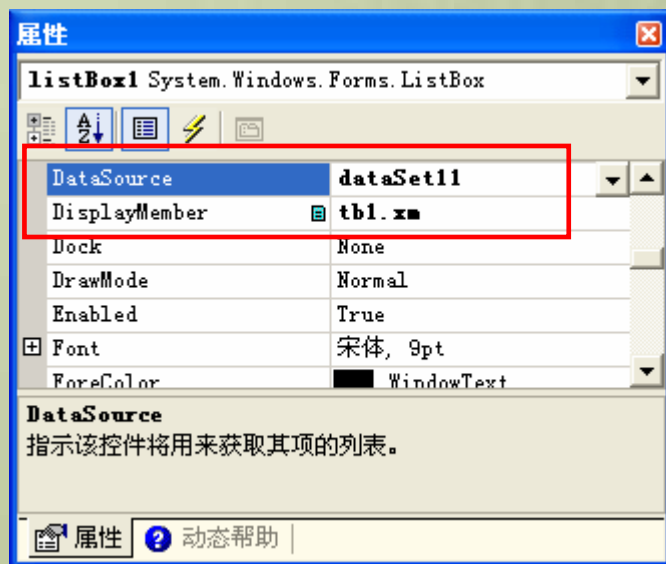 属性
listBox1 System.Windows.Forms.ListBox
DataSource dataSet11
DisplayMember tb1.xm
Dock None
DrawMode Normal
Enabled True
Font 宋体, 9pt
ForeColor WindowText
DataSource
指示该控件将用来获取其项的列表。
属性 动态帮助